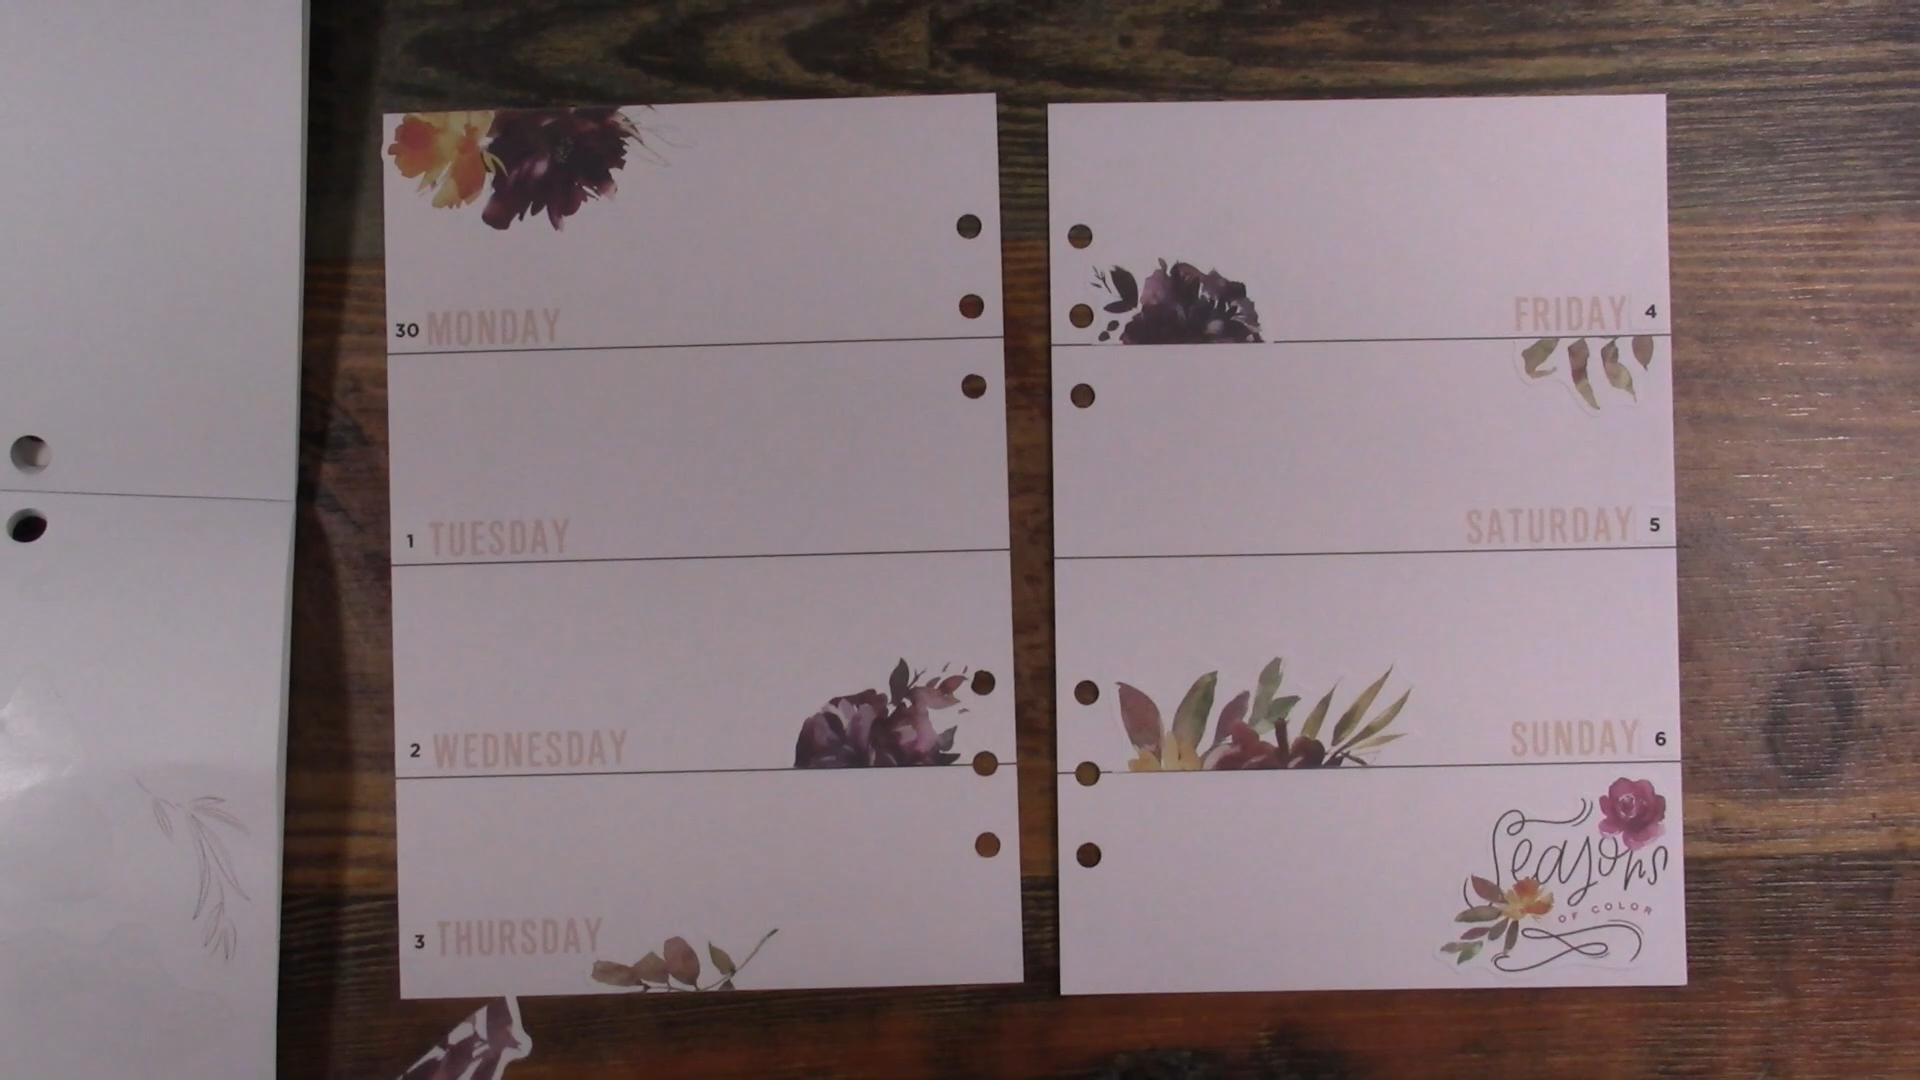 30 MONDAY
1 TUESDAY
2 WEDNESDAY
3 THURSDAY
FRIDAY 4
SATURDAY 5
SUNDAY 6
Seasons
OF COLOR